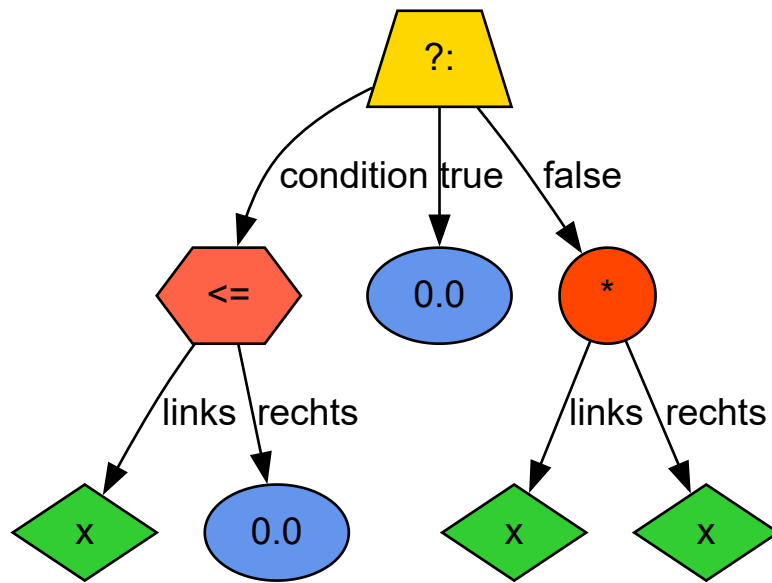 ?:
condition true false
<= 0.0 *
links rechts links rechts
x 0.0 x x